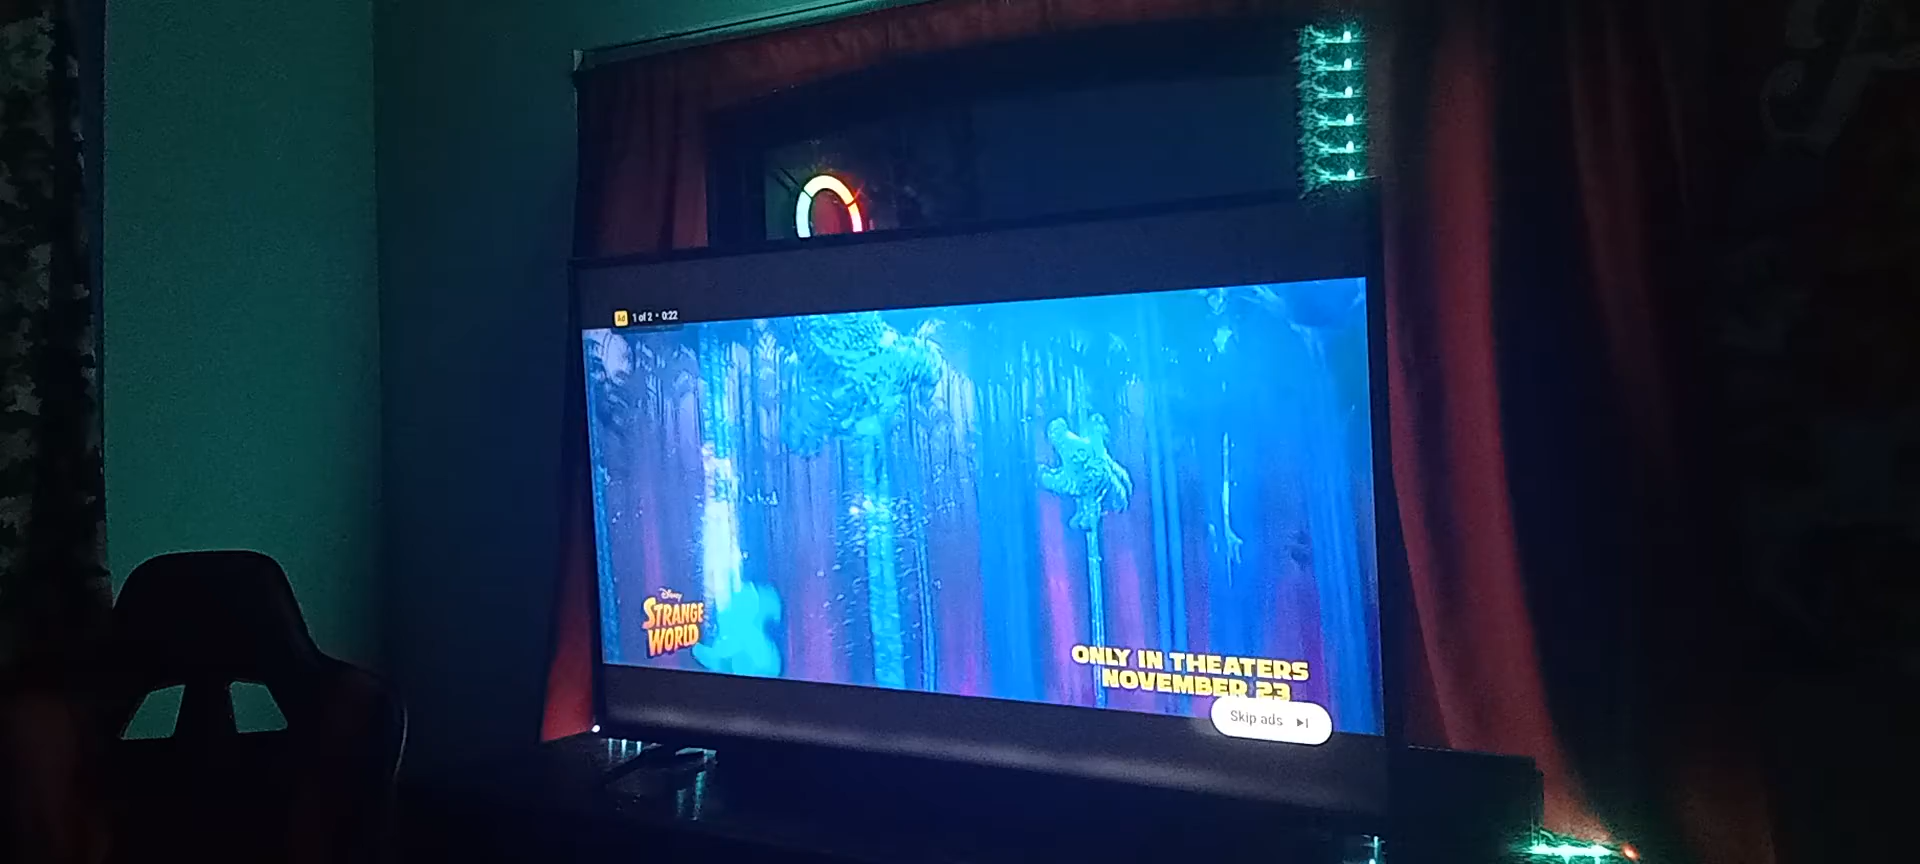 Ad 1 of 2 • 0:22
Disney
STRANGE
WORLD
ONLY IN THEATERS
NOVEMBER 23
Skip ads